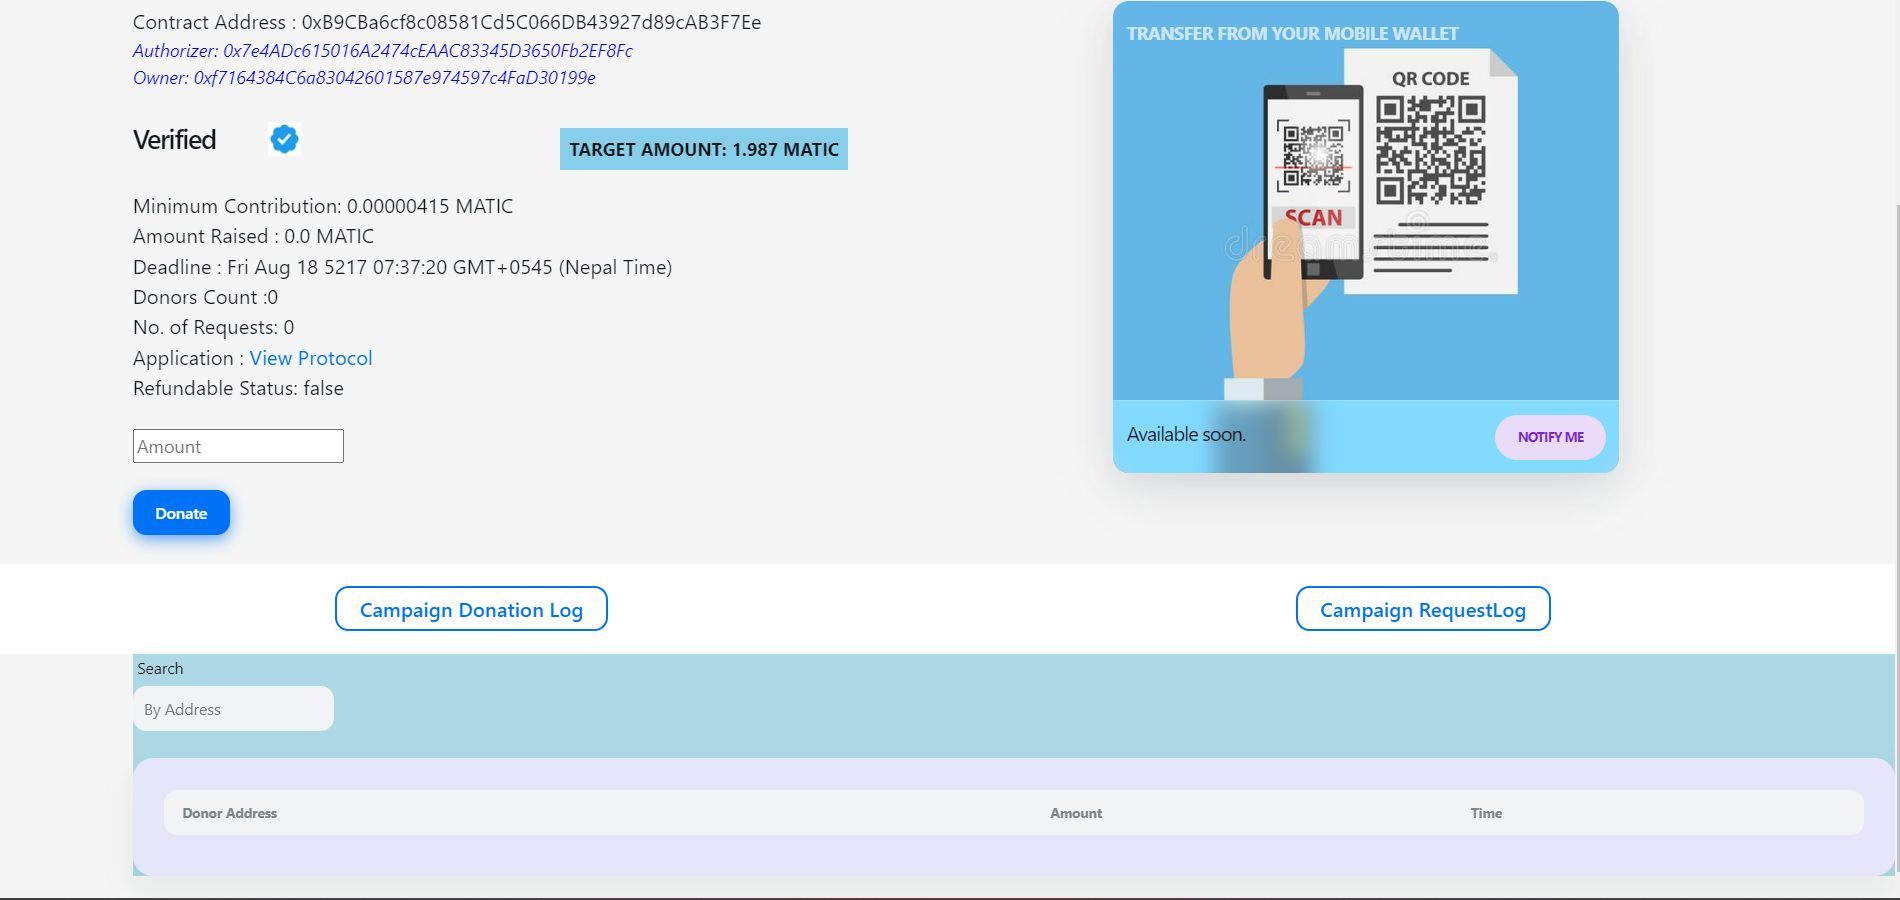 Contract Address : 0xB9CBa6cf8c08581Cd5C066DB43927d89cAB3F7Ee
Authorizer: 0x7e4ADc615016A2474cEAAC83345D3650Fb2EF8Fc
Owner: 0xf7164384C6a83042601587e974597c4FaD30199e
Verified
TARGET AMOUNT: 1.987 MATIC
Minimum Contribution: 0.00000415 MATIC
Amount Raised : 0.0 MATIC
Deadline : Fri Aug 18 5217 07:37:20 GMT+0545 (Nepal Time)
Donors Count :0
No. of Requests: 0
Application : View Protocol
Refundable Status: false
Amount
Donate
TRANSFER FROM YOUR MOBILE WALLET
QR CODE
SCAN
dreamstime
Available soon.
NOTIFY ME
Campaign Donation Log
Campaign RequestLog
Search
By Address
Donor Address
Amount
Time